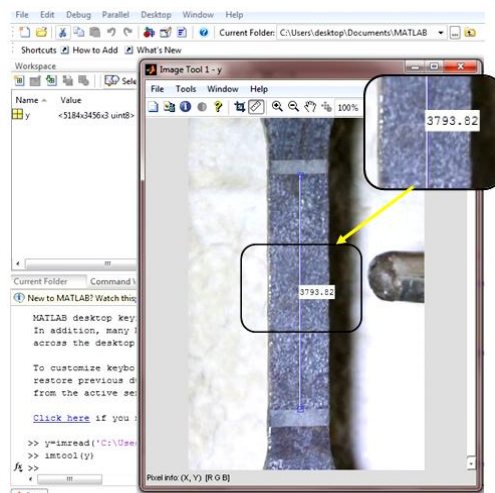 File Edit Debug Parallel Desktop Window Help
Current Folder: C:\Users\desktop\Documents\MATLAB
Shortcuts How to Add What's New
Workspace
Sele
Name Value
y <5184x3456x3 uint8>
Image Tool 1 - y
File Tools Window Help
100%
3793.82
3793.82
Pixel info: (X, Y) [R G B]
Current Folder Command
New to MATLAB? Watch this
MATLAB desktop key
In addition, many
across the desktop
To customize keybo
restore previous d
from the active se
Click here if you
>> y=imread('C:\Use
>> imtool(y)
fx >>